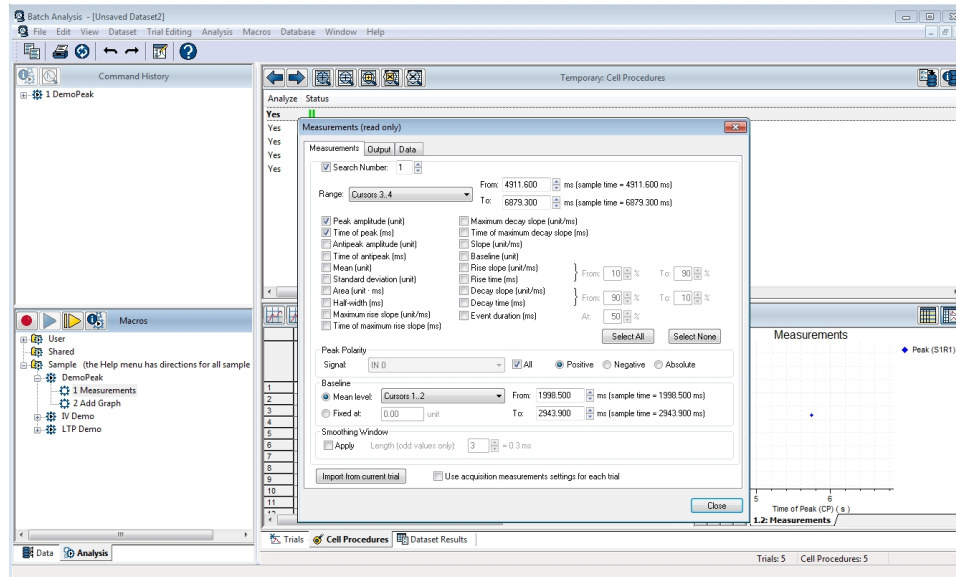 Batch Analysis - [Unsaved Dataset2]
File Edit View Dataset Trial Editing Analysis Macros Database Window Help
Command History
1 DemoPeak
Temporary: Cell Procedures
Analyze Status
Yes
Yes
Yes
Yes
Yes
Measurements (read only)
Measurements Output Data
Search Number: 1
Range: Cursors 3..4
From: 4911.600 ms (sample time = 4911.600 ms)
To: 6879.300 ms (sample time = 6879.300 ms)
Peak amplitude (unit)
Time of peak (ms)
Antipeak amplitude (unit)
Time of antipeak (ms)
Mean (unit)
Standard deviation (unit)
Area (unit · ms)
Half-width (ms)
Maximum rise slope (unit/ms)
Time of maximum rise slope (ms)
Maximum decay slope (unit/ms)
Time of maximum decay slope (ms)
Slope (unit/ms)
Baseline (unit)
Rise slope (unit/ms)
Rise time (ms)
From: 10 % To: 90 %
Decay slope (unit/ms)
Decay time (ms)
From: 90 % To: 10 %
Event duration (ms) At: 50 %
Select All Select None
Peak Polarity
Signal: IN 0 All Positive Negative Absolute
Baseline
Mean level: Cursors 1..2 From: 1998.500 ms (sample time = 1998.500 ms)
Fixed at: 0.00 unit To: 2943.900 ms (sample time = 2943.900 ms)
Smoothing Window
Apply Length (odd values only): 3 = 0.3 ms
Import from current trial Use acquisition measurements settings for each trial
Close
Macros
User
Shared
Sample (the Help menu has directions for all sample
DemoPeak
1 Measurements
2 Add Graph
IV Demo
LTP Demo
Data Analysis
1
2
3
4
5
6
7
8
9
10
11
12
Measurements
Peak (S1R1)
5 6
Time of Peak (CP) ( s )
1.2: Measurements
Trials Cell Procedures Dataset Results
Trials: 5 Cell Procedures: 5